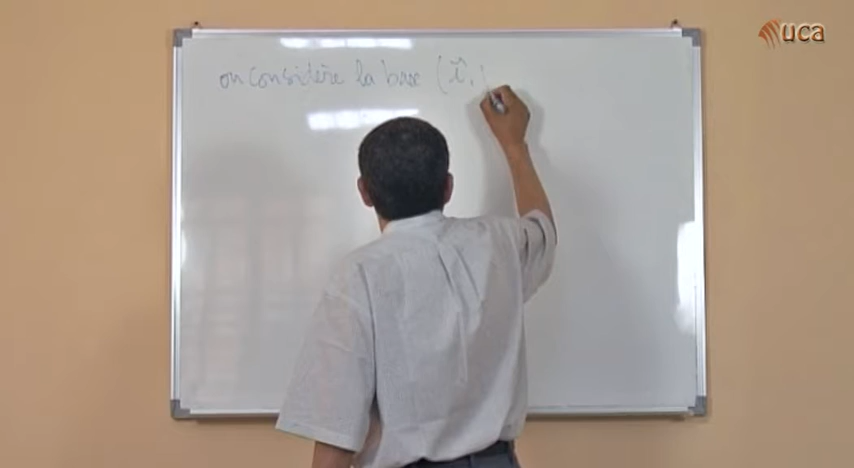 uca
on considère la base (i⃗,